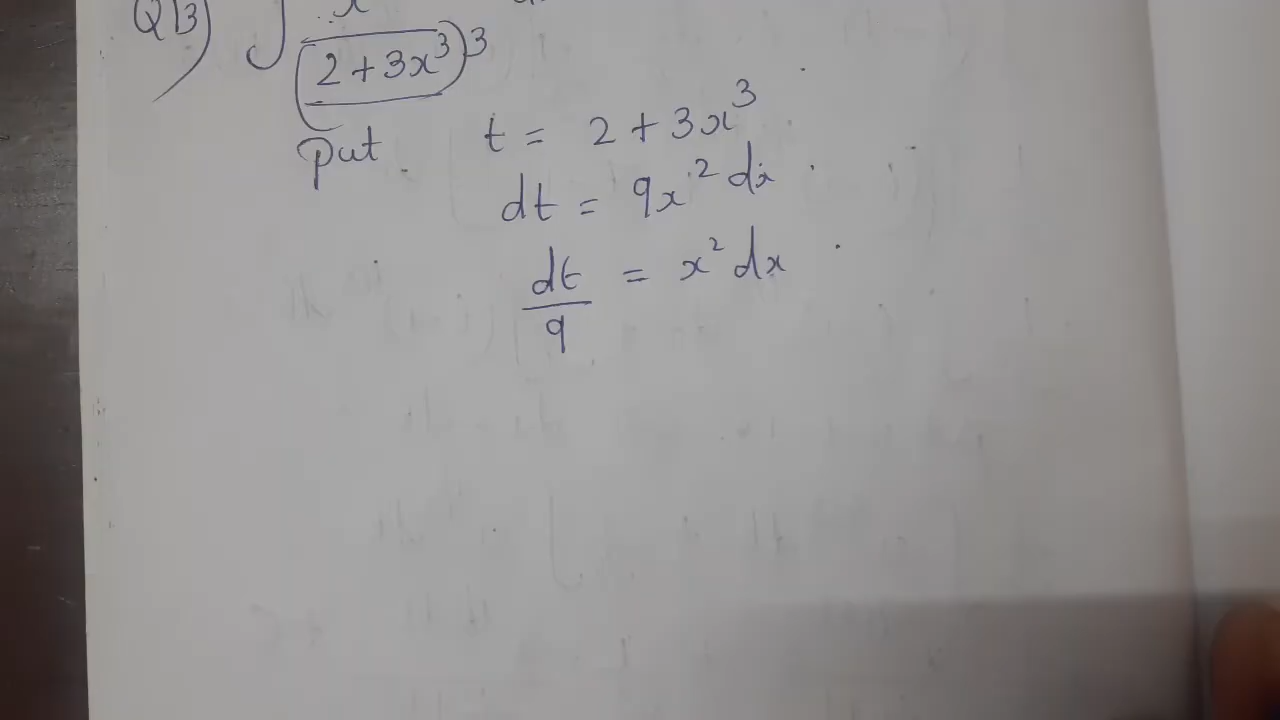 Q13) ∫ x
(2 + 3x³)³
put t = 2 + 3x³
dt = 9x² dx
dt/9 = x² dx